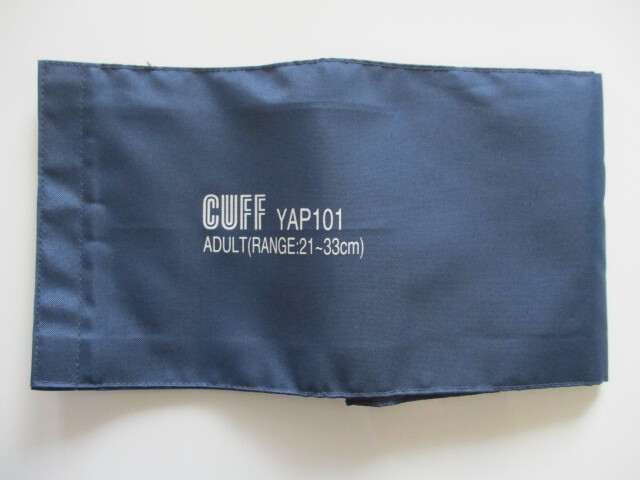 CUFF YAP101
ADULT(RANGE:21~33cm)